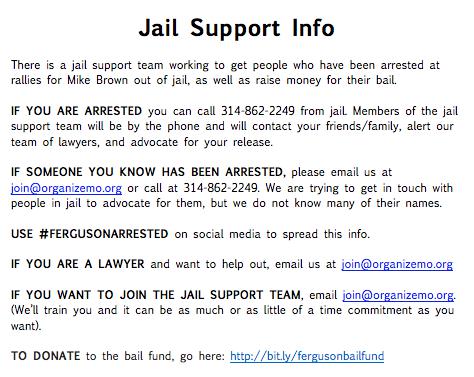 Jail Support Info
There is a jail support team working to get people who have been arrested at
rallies for Mike Brown out of jail, as well as raise money for their bail.
IF YOU ARE ARRESTED you can call 314-862-2249 from jail. Members of the jail
support team will be by the phone and will contact your friends/family, alert our
team of lawyers, and advocate for your release.
IF SOMEONE YOU KNOW HAS BEEN ARRESTED, please email us at
join@organizemo.org or call at 314-862-2249. We are trying to get in touch with
people in jail to advocate for them, but we do not know many of their names.
USE #FERGUSONARRESTED on social media to spread this info.
IF YOU ARE A LAWYER and want to help out, email us at join@organizemo.org
IF YOU WANT TO JOIN THE JAIL SUPPORT TEAM, email join@organizemo.org.
(We'll train you and it can be as much or as little of a time commitment as you
want).
TO DONATE to the bail fund, go here: http://bit.ly/fergusonbailfund